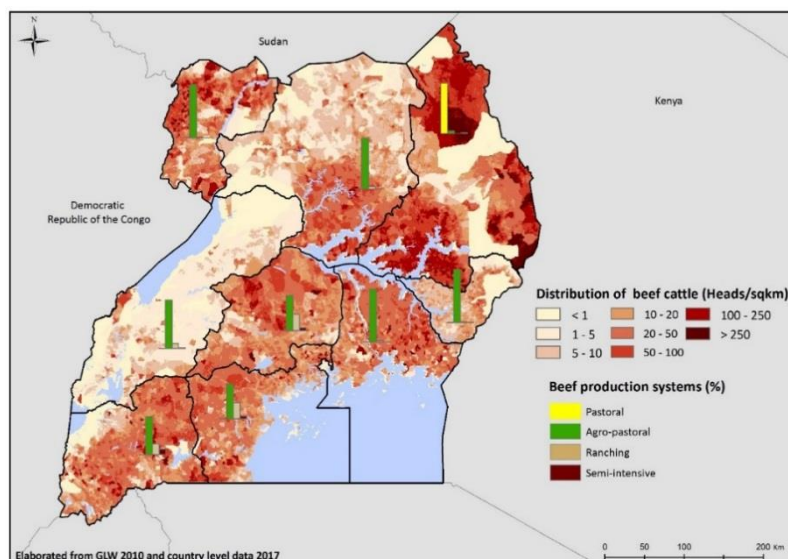 N
Sudan
Kenya
Democratic
Republic of the Congo
Distribution of beef cattle (Heads/sqkm)
< 1
10 - 20
100 - 250
1 - 5
20 - 50
> 250
5 - 10
50 - 100
Beef production systems (%)
Pastoral
Agro-pastoral
Ranching
Semi-intensive
Elaborated from GLW 2010 and country level data 2017
0
50
100
200 Km